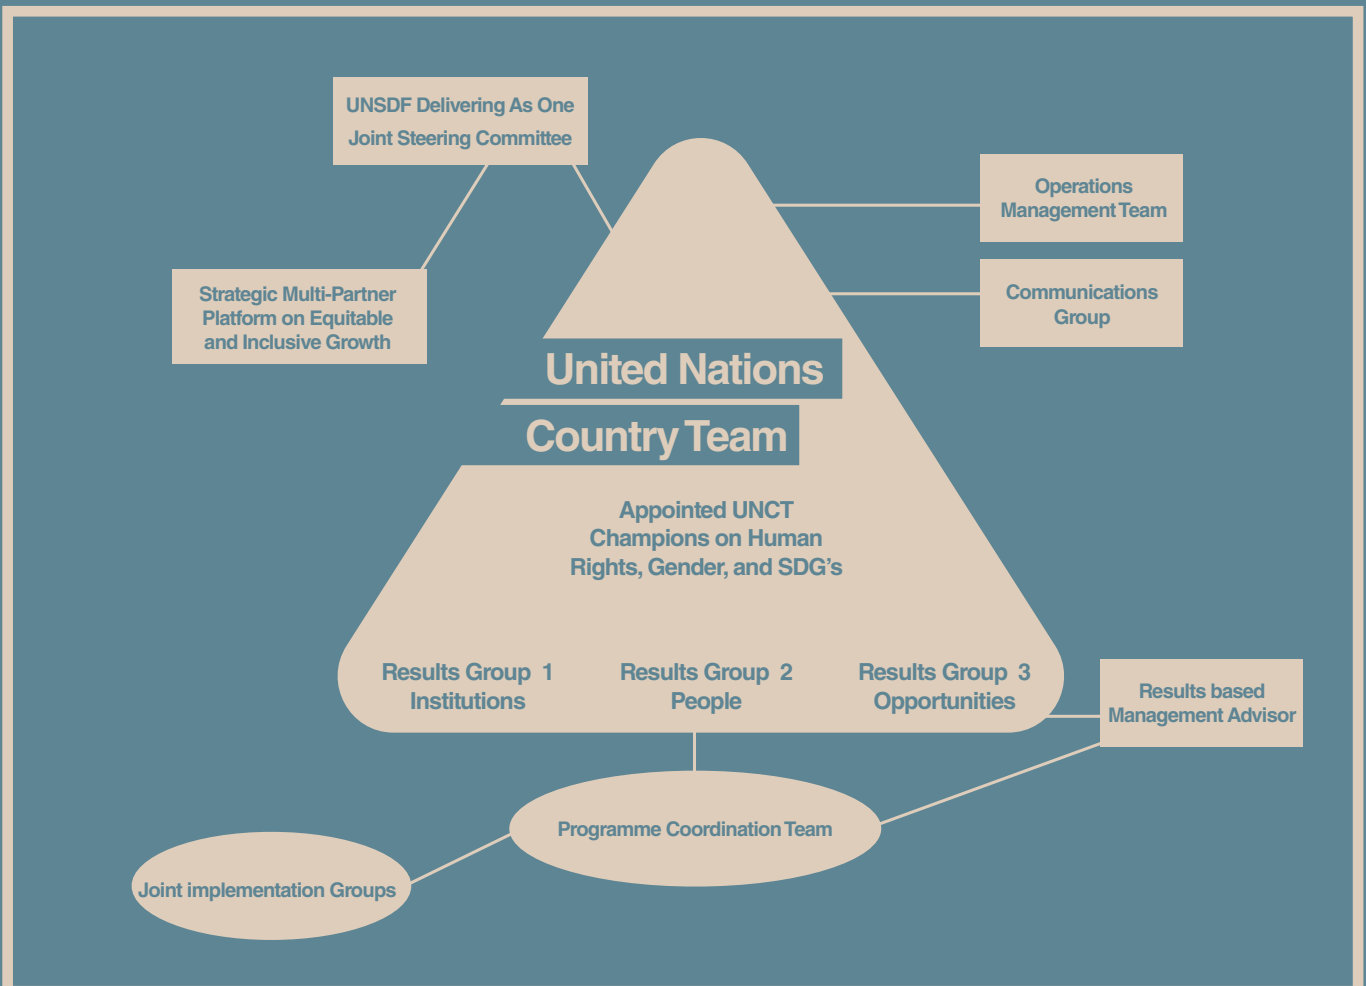 UNSDF Delivering As One
Joint Steering Committee
Operations
Management Team
Communications
Group
Strategic Multi-Partner
Platform on Equitable
and Inclusive Growth
United Nations
Country Team
Appointed UNCT
Champions on Human
Rights, Gender, and SDG’s
Results Group 1
Institutions
Results Group 2
People
Results Group 3
Opportunities
Results based
Management Advisor
Programme Coordination Team
Joint implementation Groups